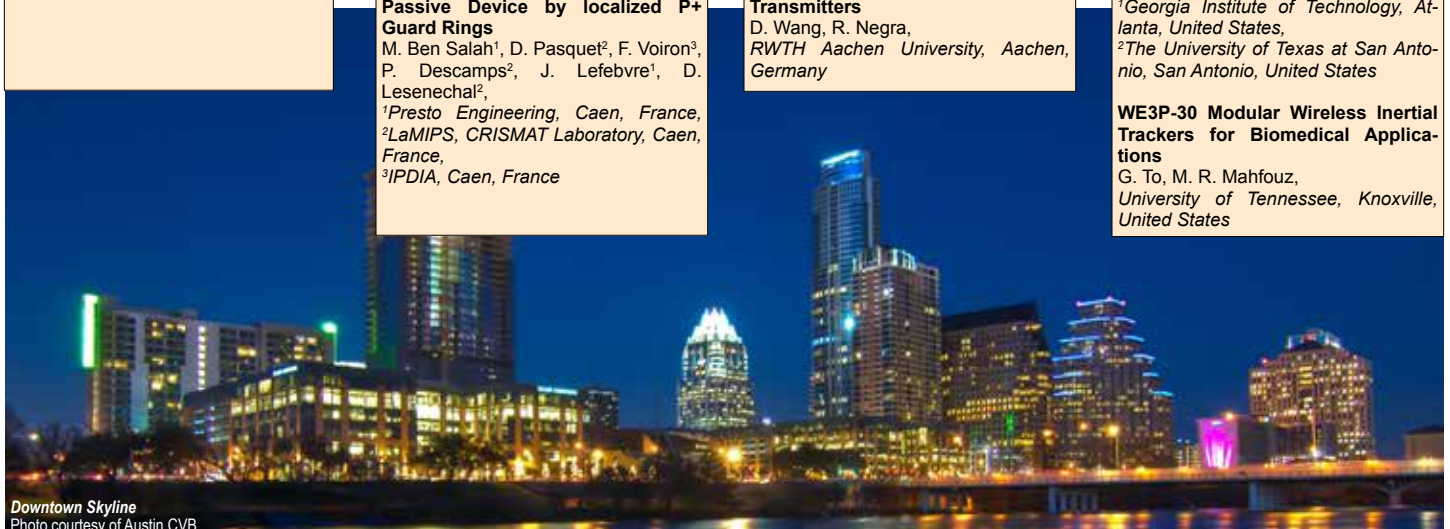 Passive Device by localized P+
Guard Rings
M. Ben Salah¹, D. Pasquet², F. Voiron³,
P. Descamps², J. Lefebvre¹, D.
Lesenechal²,
¹Presto Engineering, Caen, France,
²LaMIPS, CRISMAT Laboratory, Caen,
France,
³IPDIA, Caen, France
Transmitters
D. Wang, R. Negra,
RWTH Aachen University, Aachen,
Germany
¹Georgia Institute of Technology, At-
lanta, United States,
²The University of Texas at San Anto-
nio, San Antonio, United States
WE3P-30 Modular Wireless Inertial
Trackers for Biomedical Applica-
tions
G. To, M. R. Mahfouz,
University of Tennessee, Knoxville,
United States
Downtown Skyline
Photo courtesy of Austin CVB